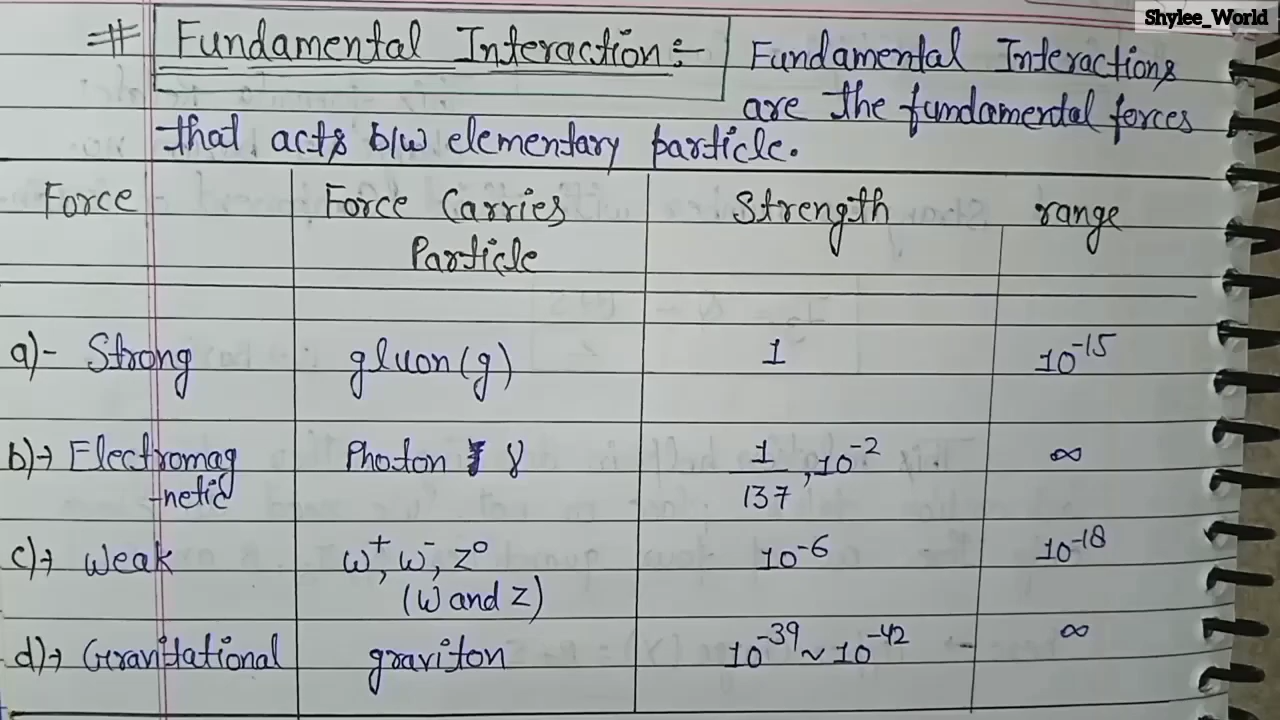 Shylee_World
# Fundamental Interaction :- Fundamental Interactions
are the fundamental forces
that acts b/w elementary particle.
Force Force Carries Strength range
Particle
a)- Strong gluon(g) 1 10⁻¹⁵
b)→ Electromag Photon γ 1/137, 10⁻² ∞
-netic
c)→ Weak W⁺, W⁻, Z⁰ 10⁻⁶ 10⁻¹⁸
(W and Z)
d)→ Gravitational graviton 10⁻³⁹ ~ 10⁻⁴² - ∞